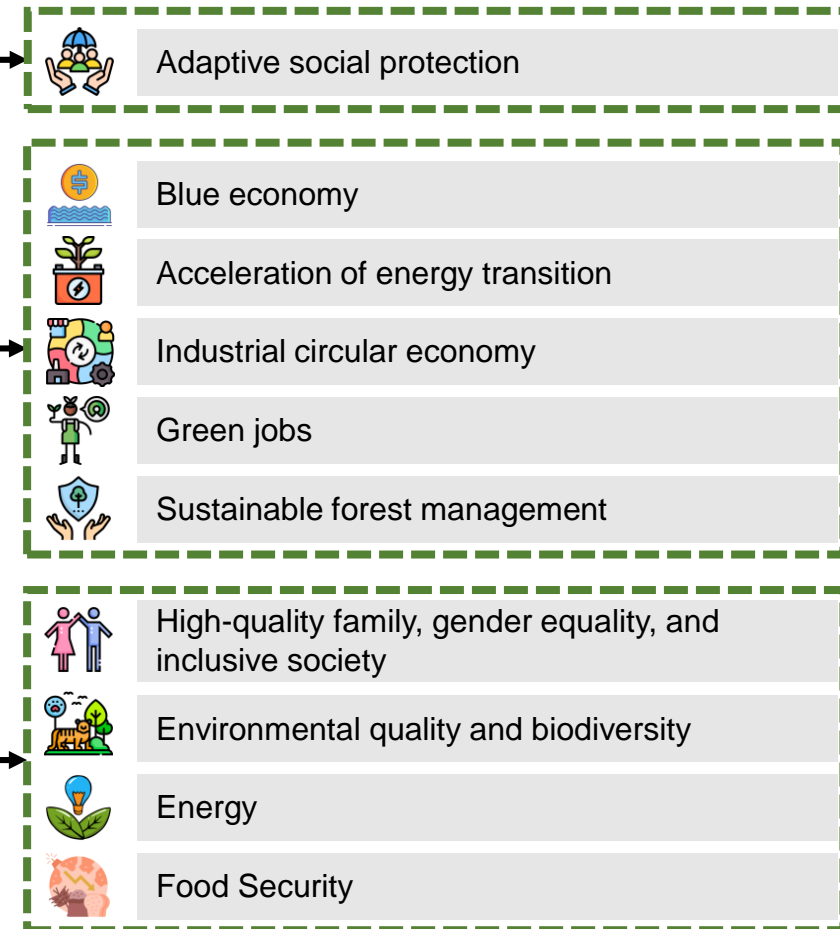 Adaptive social protection
Blue economy
Acceleration of energy transition
Industrial circular economy
Green jobs
Sustainable forest management
High-quality family, gender equality, and
inclusive society
Environmental quality and biodiversity
Energy
Food Security